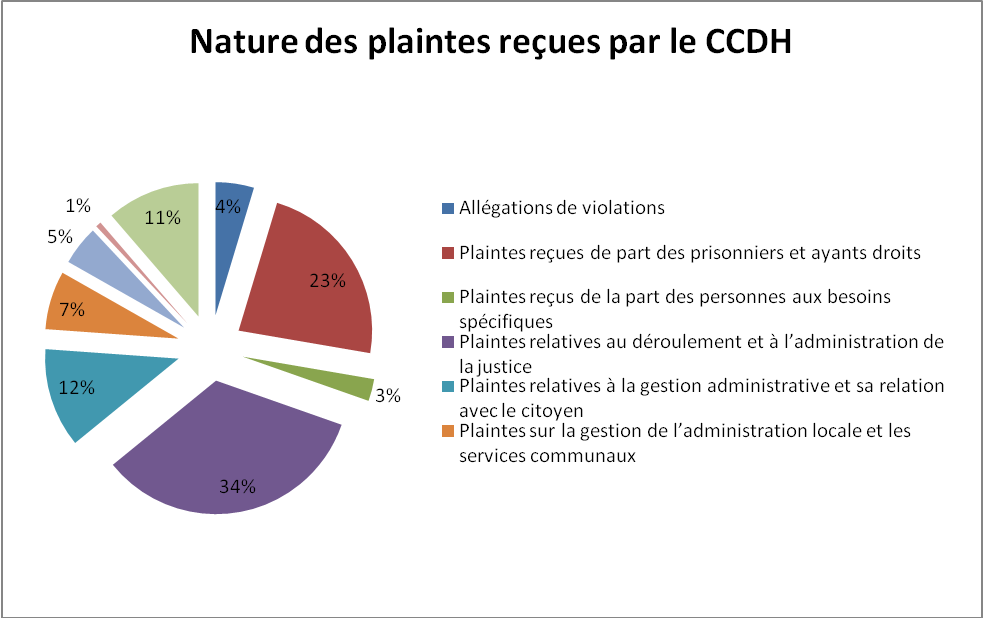 Nature des plaintes reçues par le CCDH
4%
23%
3%
34%
12%
7%
5%
1%
11%
Allégations de violations
Plaintes reçues de part des prisonniers et ayants droits
Plaintes reçus de la part des personnes aux besoins
spécifiques
Plaintes relatives au déroulement et à l’administration de
la justice
Plaintes relatives à la gestion administrative et sa relation
avec le citoyen
Plaintes sur la gestion de l’administration locale et les
services communaux